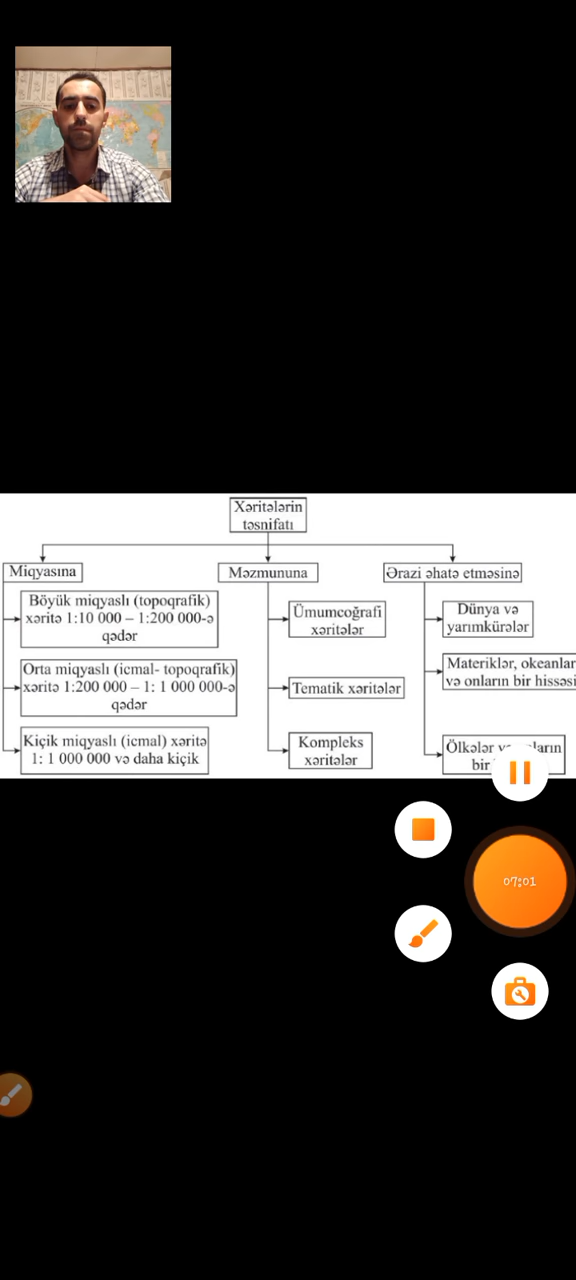 Xəritələrin
təsnifatı
Miqyasına
Böyük miqyaslı (topoqrafik)
xəritə 1:10 000 – 1:200 000-ə
qədər
Orta miqyaslı (icmal- topoqrafik)
xəritə 1:200 000 – 1: 1 000 000-ə
qədər
Kiçik miqyaslı (icmal) xəritə
1: 1 000 000 və daha kiçik
Məzmununa
Ümumcoğrafi
xəritələr
Tematik xəritələr
Kompleks
xəritələr
Ərazi əhatə etməsinə
Dünya və
yarımkürələr
Materiklər, okeanlar
və onların bir hissəsi
Ölkələr
bir
07:01